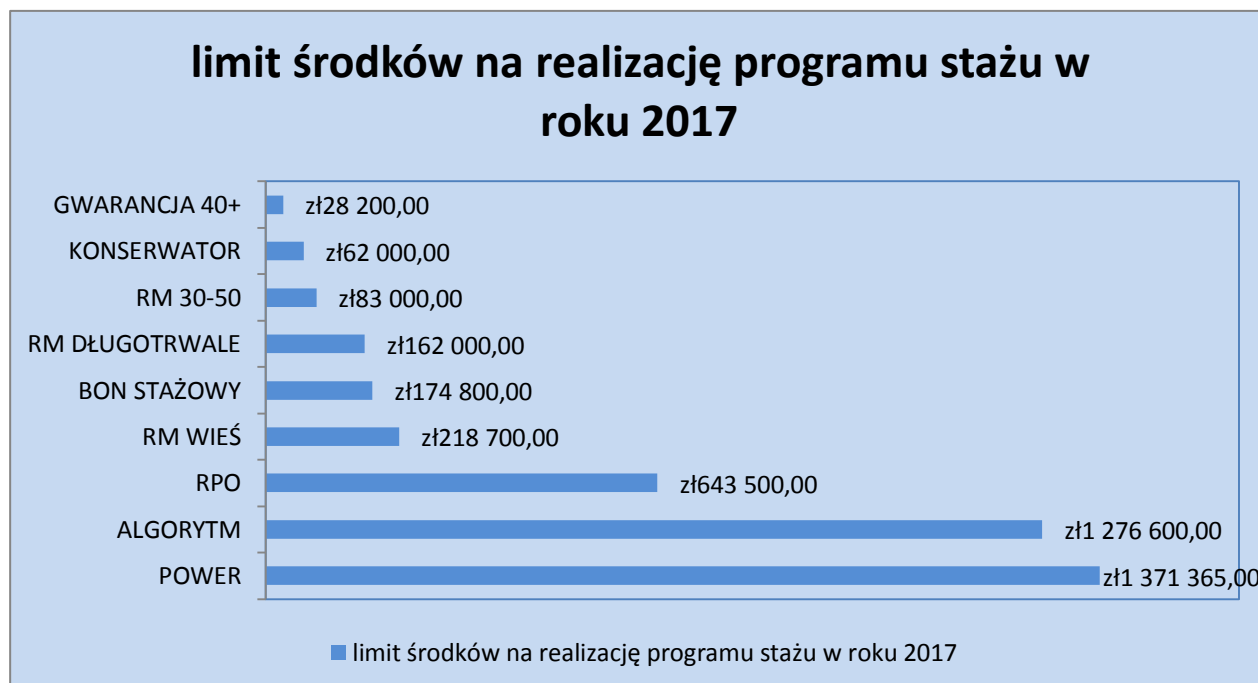 limit środków na realizację programu stażu w
roku 2017
GWARANCJA 40+ zł28 200,00
KONSERWATOR zł62 000,00
RM 30-50 zł83 000,00
RM DŁUGOTRWALE zł162 000,00
BON STAŻOWY zł174 800,00
RM WIEŚ zł218 700,00
RPO zł643 500,00
ALGORYTM zł1 276 600,00
POWER zł1 371 365,00
limit środków na realizację programu stażu w roku 2017